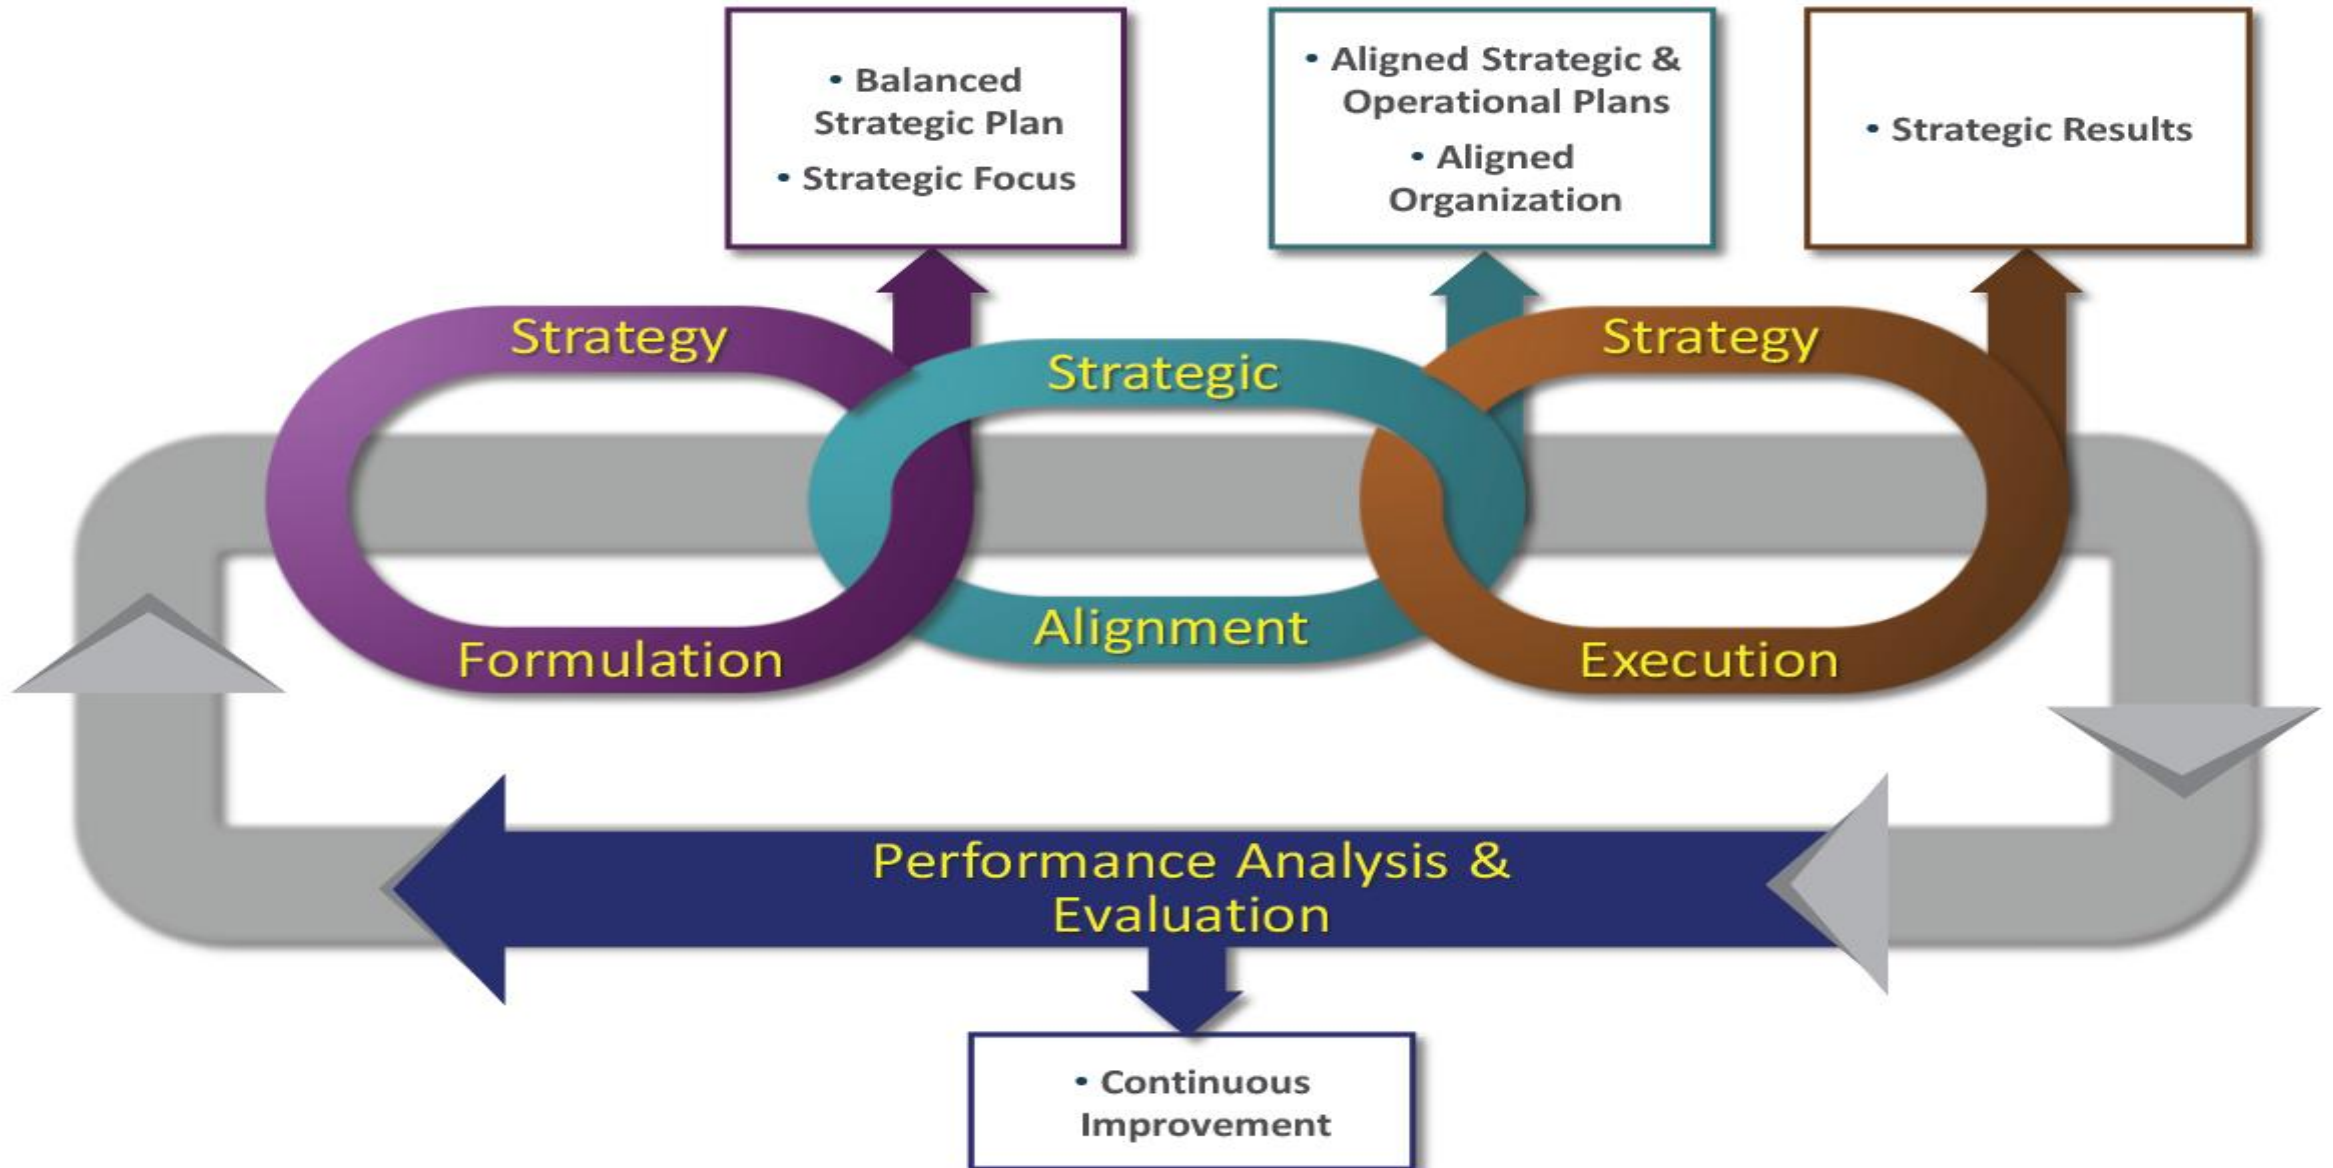 • Balanced
Strategic Plan
• Strategic Focus
• Aligned Strategic &
Operational Plans
• Aligned
Organization
• Strategic Results
Strategy
Formulation
Strategic
Alignment
Strategy
Execution
Performance Analysis &
Evaluation
• Continuous
Improvement